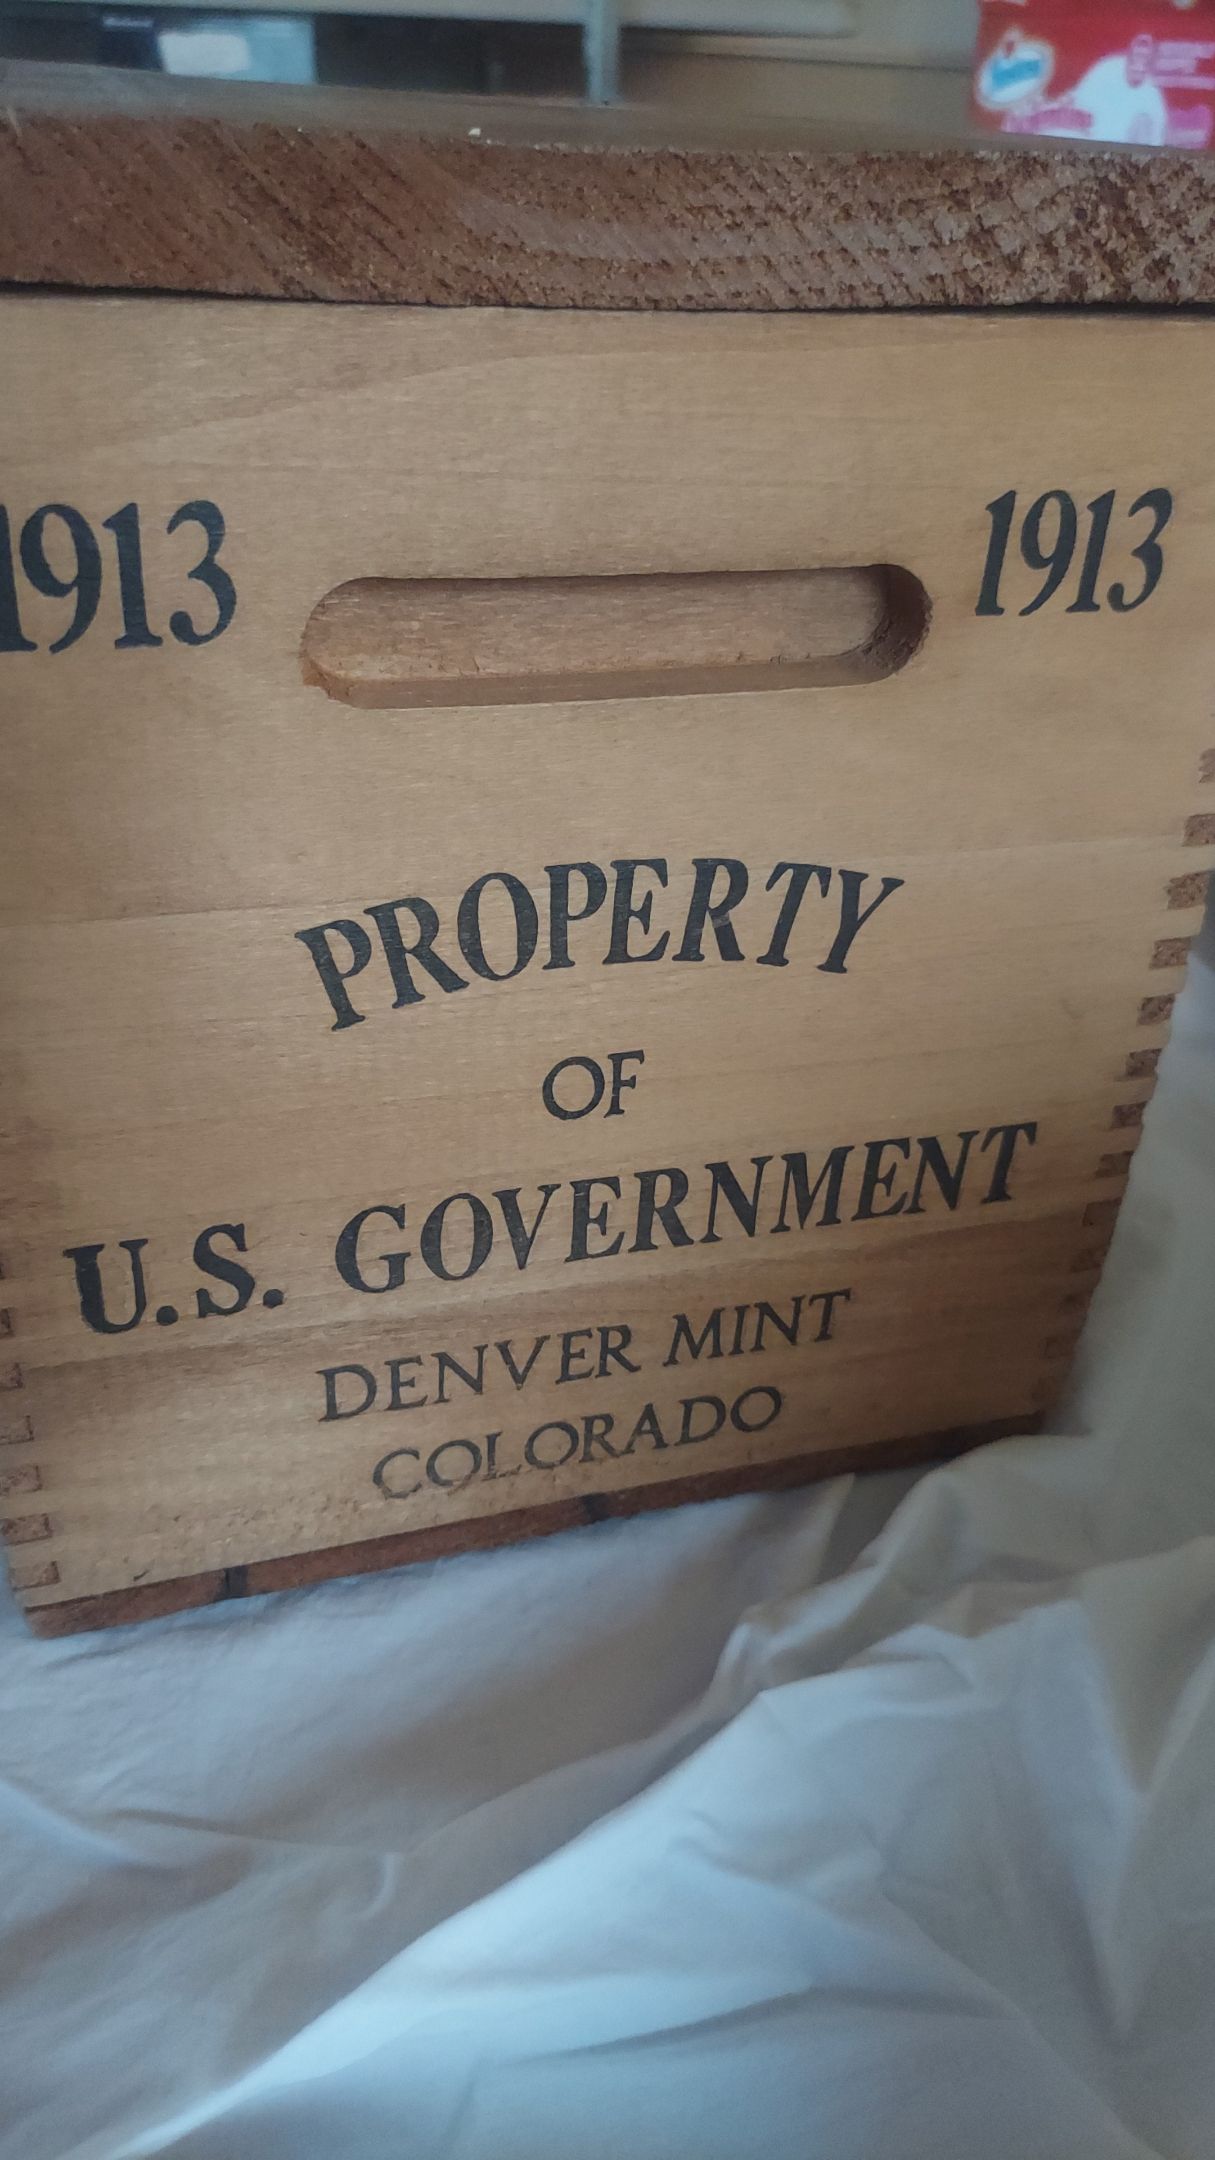 1913 1913
PROPERTY
OF
U.S. GOVERNMENT
DENVER MINT
COLORADO